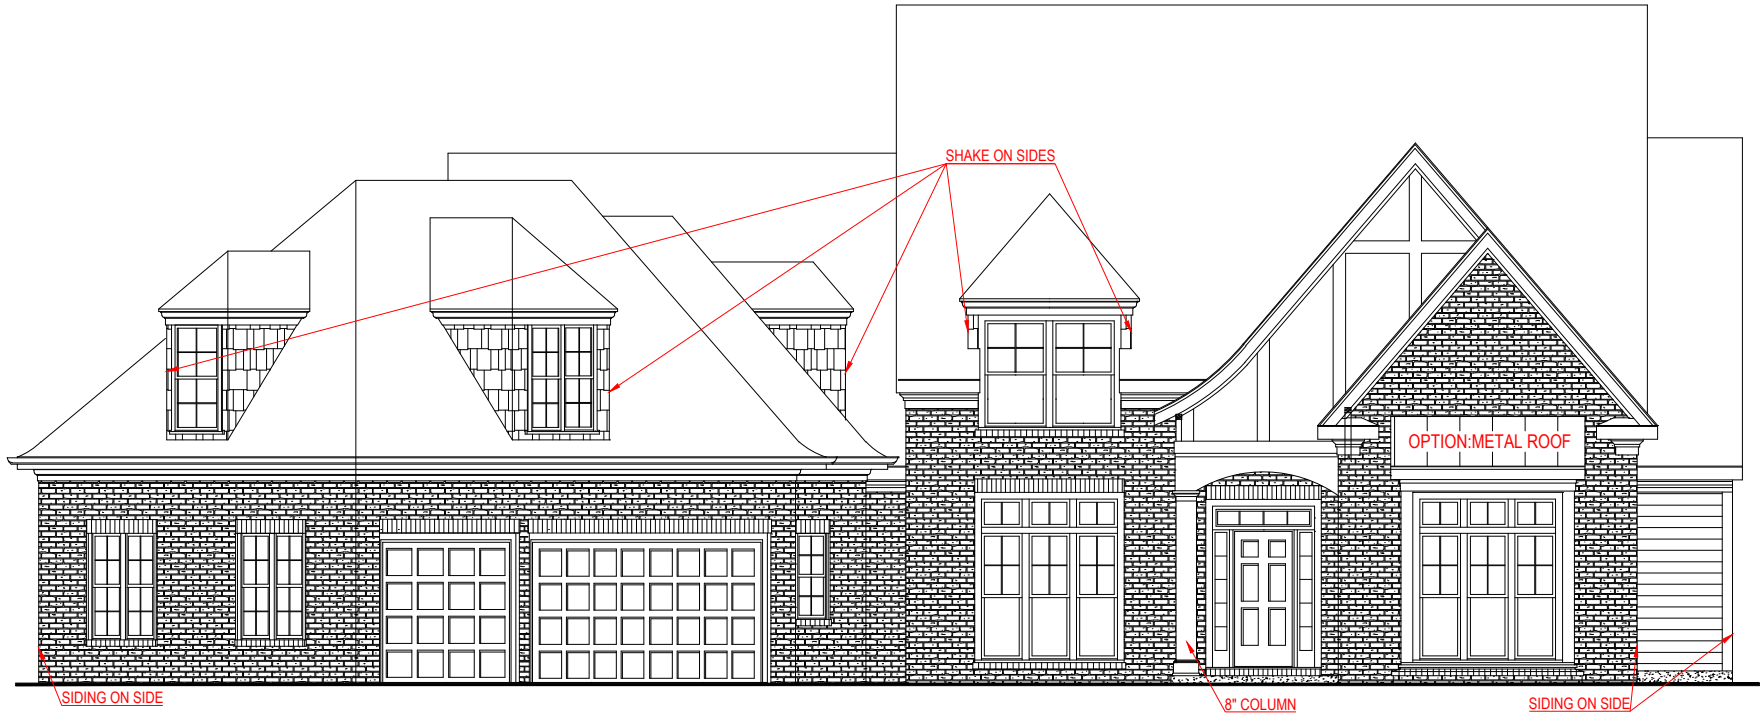 SHAKE ON SIDES
OPTION:METAL ROOF
SIDING ON SIDE
8" COLUMN
SIDING ON SIDE